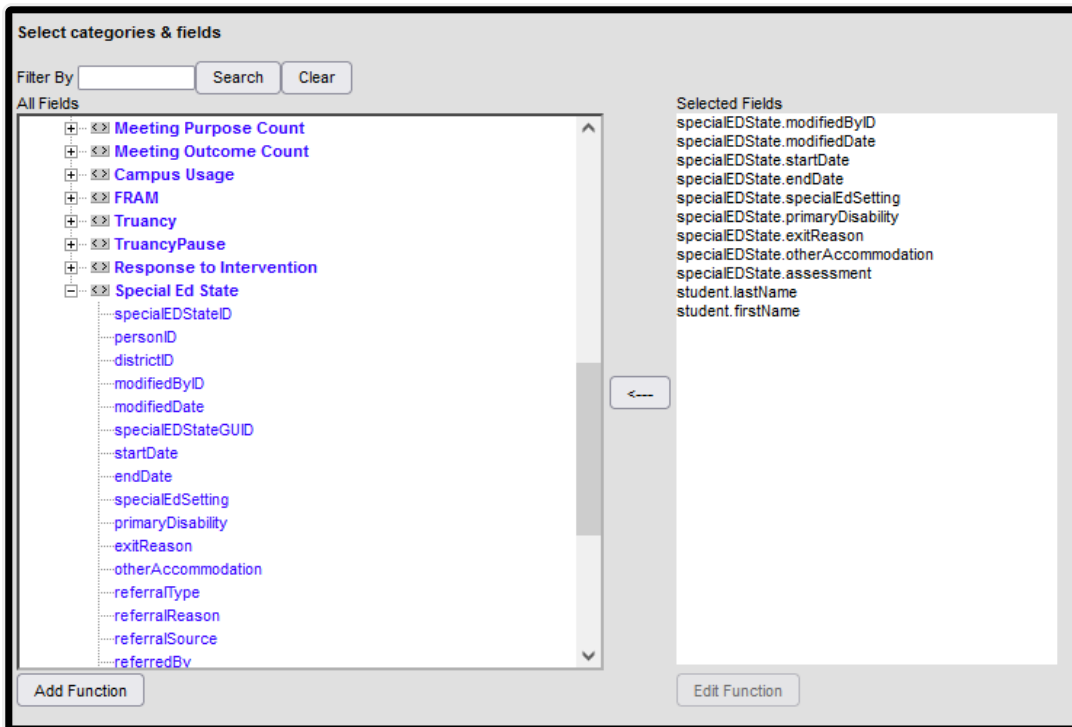 Select categories & fields
Filter By
Search
Clear
All Fields
Meeting Purpose Count
Meeting Outcome Count
Campus Usage
FRAM
Truancy
TruancyPause
Response to Intervention
Special Ed State
specialEDStateID
personID
districtID
modifiedByID
modifiedDate
specialEDStateGUID
startDate
endDate
specialEdSetting
primaryDisability
exitReason
otherAccommodation
referralType
referralReason
referralSource
referredBy
Add Function
<---
Selected Fields
specialEDState.modifiedByID
specialEDState.modifiedDate
specialEDState.startDate
specialEDState.endDate
specialEDState.specialEdSetting
specialEDState.primaryDisability
specialEDState.exitReason
specialEDState.otherAccommodation
specialEDState.assessment
student.lastName
student.firstName
Edit Function